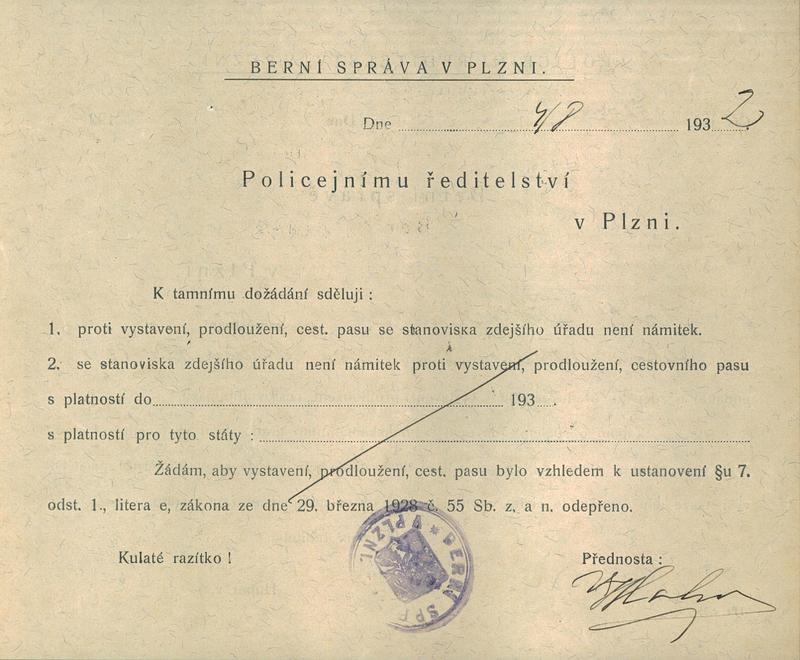 BERNÍ SPRÁVA V PLZNI.
Dne 4/8 1932
Policejnímu ředitelství
v Plzni.
K tamnímu dožádání sděluji :
1. proti vystavení, prodloužení, cest. pasu se stanoviska zdejšího úřadu není námitek.
2. se stanoviska zdejšího úřadu není námitek proti vystavení, prodloužení, cestovního pasu
s platností do 193 .
s platností pro tyto státy :
Žádám, aby vystavení, prodloužení, cest. pasu bylo vzhledem k ustanovení §u 7.
odst. 1., litera e, zákona ze dne 29. března 1928 č. 55 Sb. z. a n. odepřeno.
Kulaté razítko ! Přednosta :
BERNÍ SPR V PLZNI